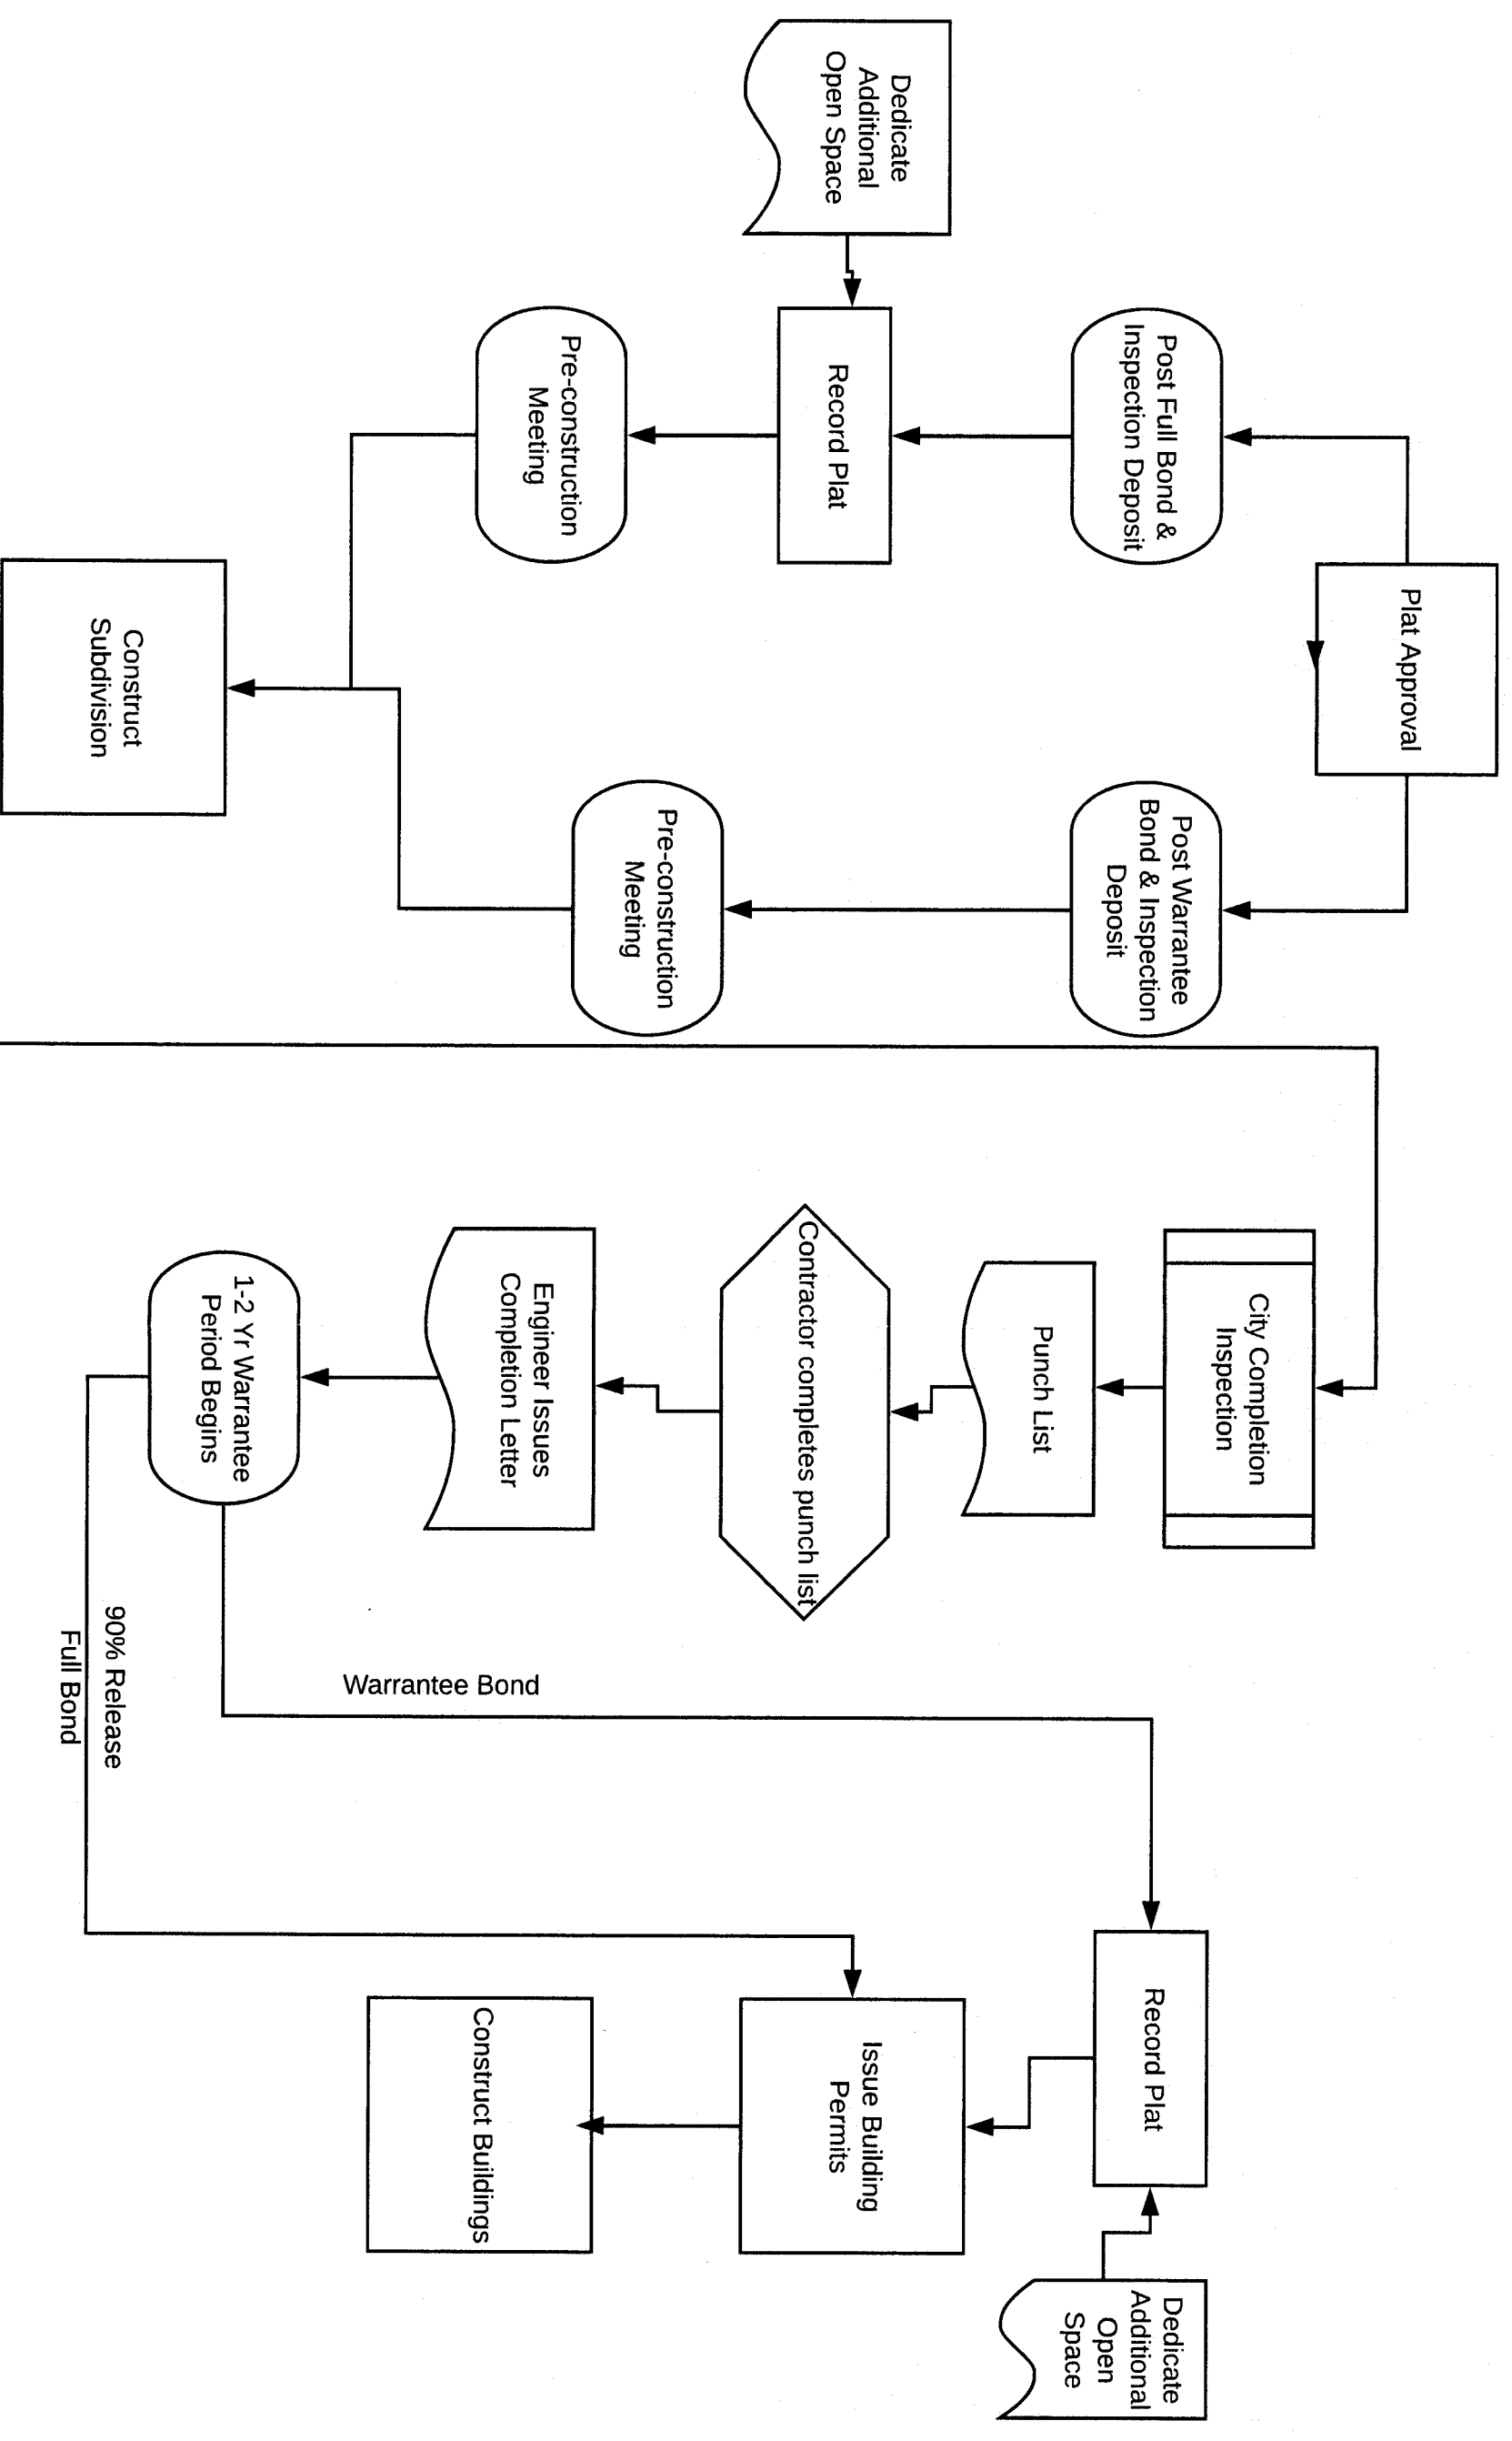 Plat Approval
Post Full Bond &
Inspection Deposit
Post Warrantee
Bond & Inspection
Deposit
Dedicate
Additional
Open Space
Record Plat
Pre-construction
Meeting
Pre-construction
Meeting
Construct
Subdivision
City Completion
Inspection
Punch List
Contractor completes punch list
Engineer Issues
Completion Letter
1-2 Yr Warrantee
Period Begins
Warrantee Bond
90% Release
Full Bond
Record Plat
Dedicate
Additional
Open
Space
Issue Building
Permits
Construct Buildings